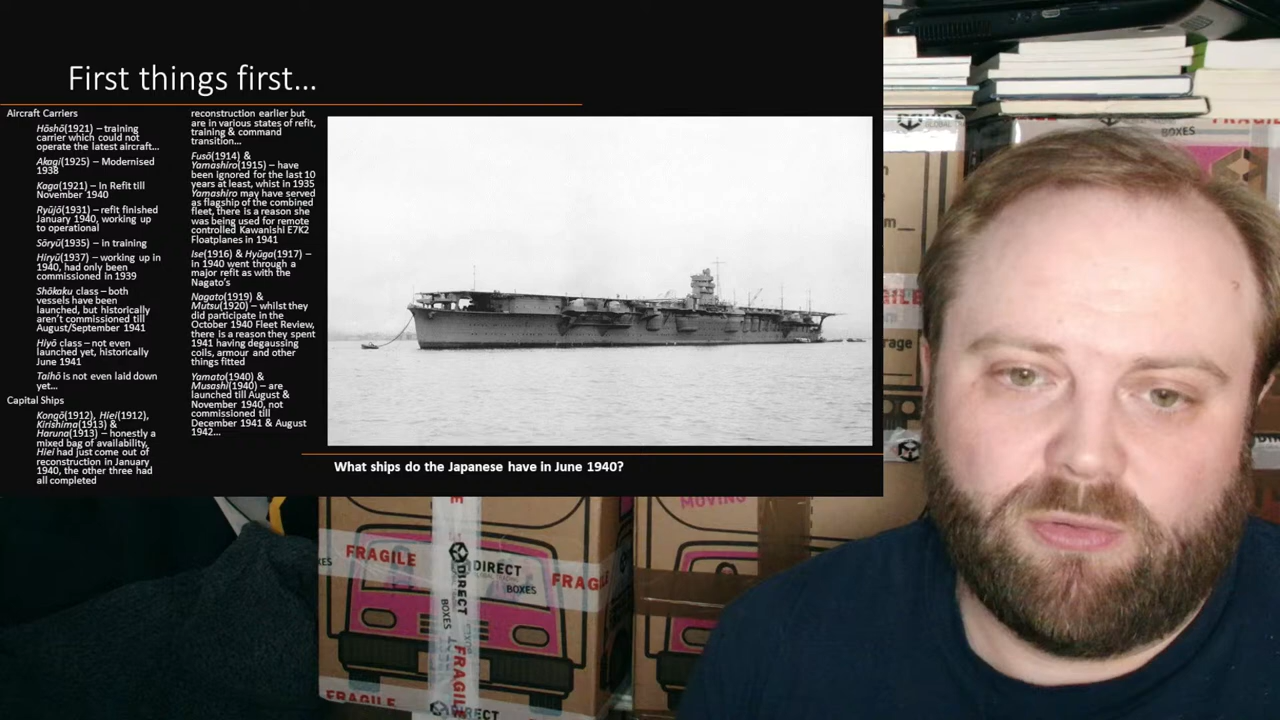 First things first...
Aircraft Carriers
Hōshō(1921) – training
carrier which could not
operate the latest aircraft...
Akagi(1925) – Modernised
1938
Kaga(1921) – In Refit till
November 1940
Ryūjō(1931) – refit finished
January 1940, working up
to operational
Sōryū(1935) – in training
Hiryū(1937) – working up in
1940, had only been
commissioned in 1939
Shōkaku class – both
vessels have been
launched, but historically
aren't commissioned till
August/September 1941
Hiyō class – not even
launched yet, historically
June 1941
Taihō is not even laid down
yet...
Capital Ships
Kongō(1912), Hiei(1912),
Kirishima(1913) &
Haruna(1913) – honestly a
mixed bag of availability,
Hiei had just come out of
reconstruction in January
1940, the other three had
all completed
reconstruction earlier but
are in various states of refit,
training & command
transition...
Fusō(1914) &
Yamashiro(1915) – have
been ignored for the last 10
years at least, whist in 1935
Yamashiro may have served
as flagship of the combined
fleet, there is a reason she
was being used for remote
controlled Kawanishi E7K2
Floatplanes in 1941
Ise(1916) & Hyūga(1917) –
in 1940 went through a
major refit as with the
Nagato's
Nagato(1919) &
Mutsu(1920) – whilst they
did participate in the
October 1940 Fleet Review,
there is a reason they spent
1941 having degaussing
coils, armour and other
things fitted
Yamato(1940) &
Musashi(1940) – are
launched till August &
November 1940, not
commissioned till
December 1941 & August
1942...
What ships do the Japanese have in June 1940?
BOXES
FRAGILE
FRAGILE
DIRECT
BOXES
FRAGILE
DIRECT
BOXES
FRAGILE
FRAGILE
DIRECT
MOVING